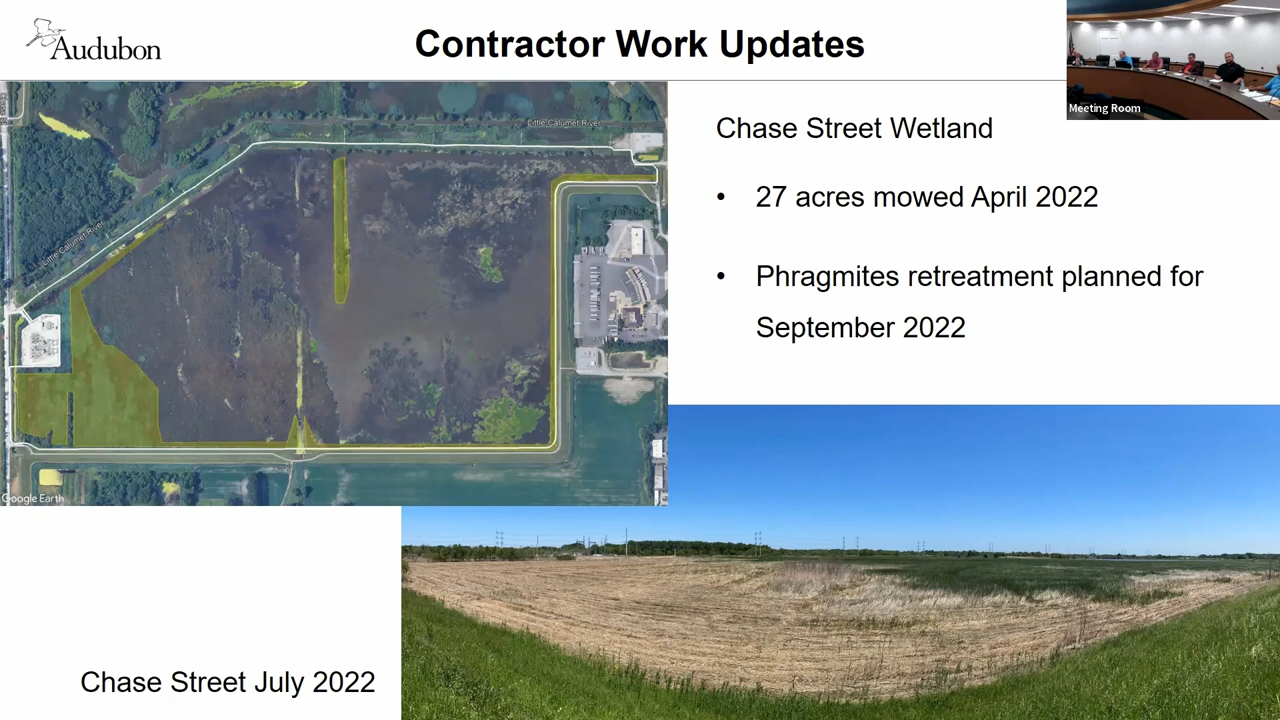 Audubon
Contractor Work Updates
Meeting Room
Little Calumet River
Little Calumet River
Google Earth
Chase Street Wetland
• 27 acres mowed April 2022
• Phragmites retreatment planned for
September 2022
Chase Street July 2022